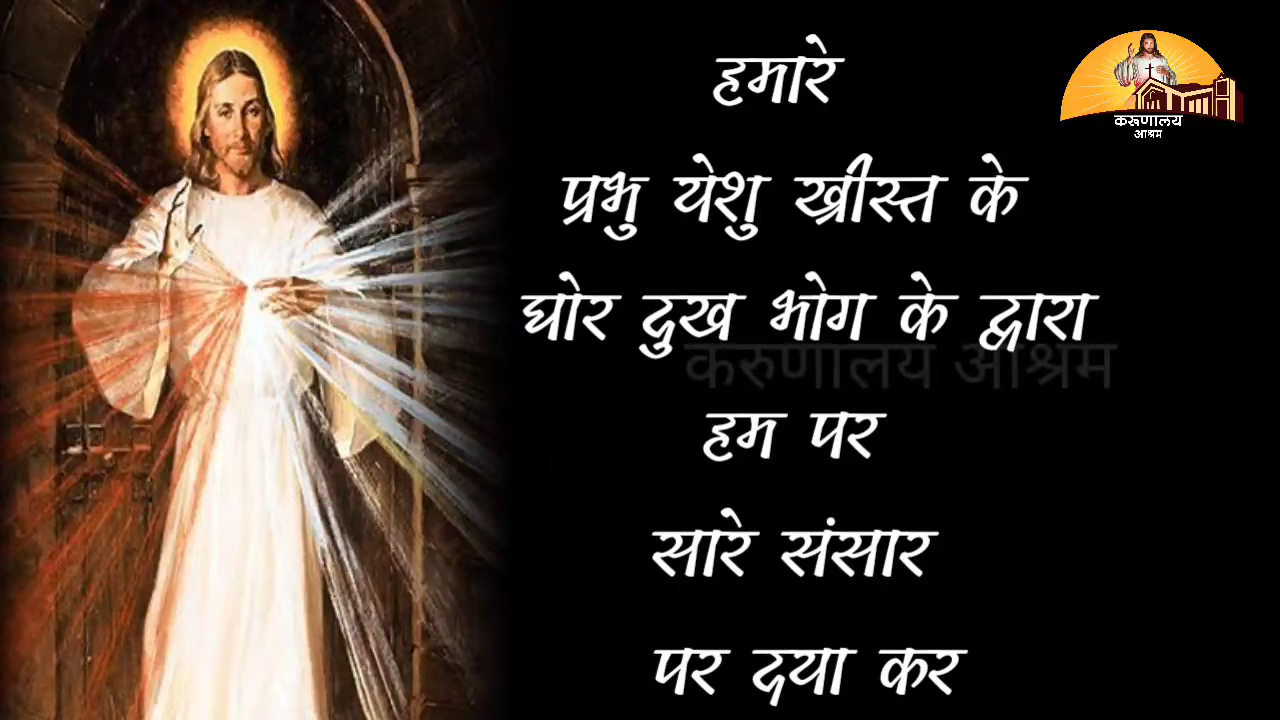 हमारे
प्रभु येशु ख्रीस्त के
घोर दुख भोग के द्वारा
हम पर
सारे संसार
पर दया कर
करूणालय
आश्रम
करुणालय आश्रम